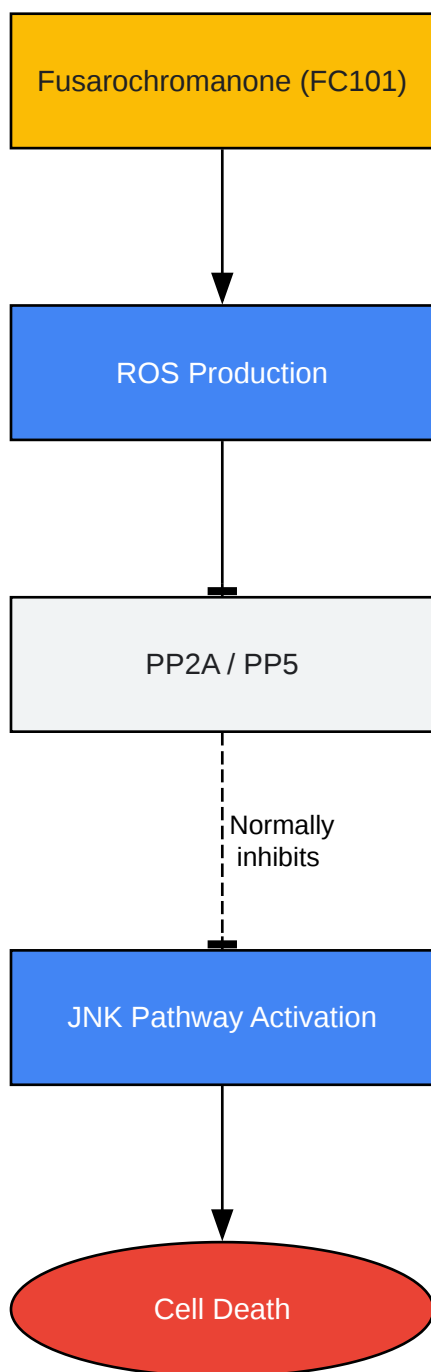 Fusarochromanone (FC101)
ROS Production
PP2A / PP5
Normally
inhibits
JNK Pathway Activation
Cell Death